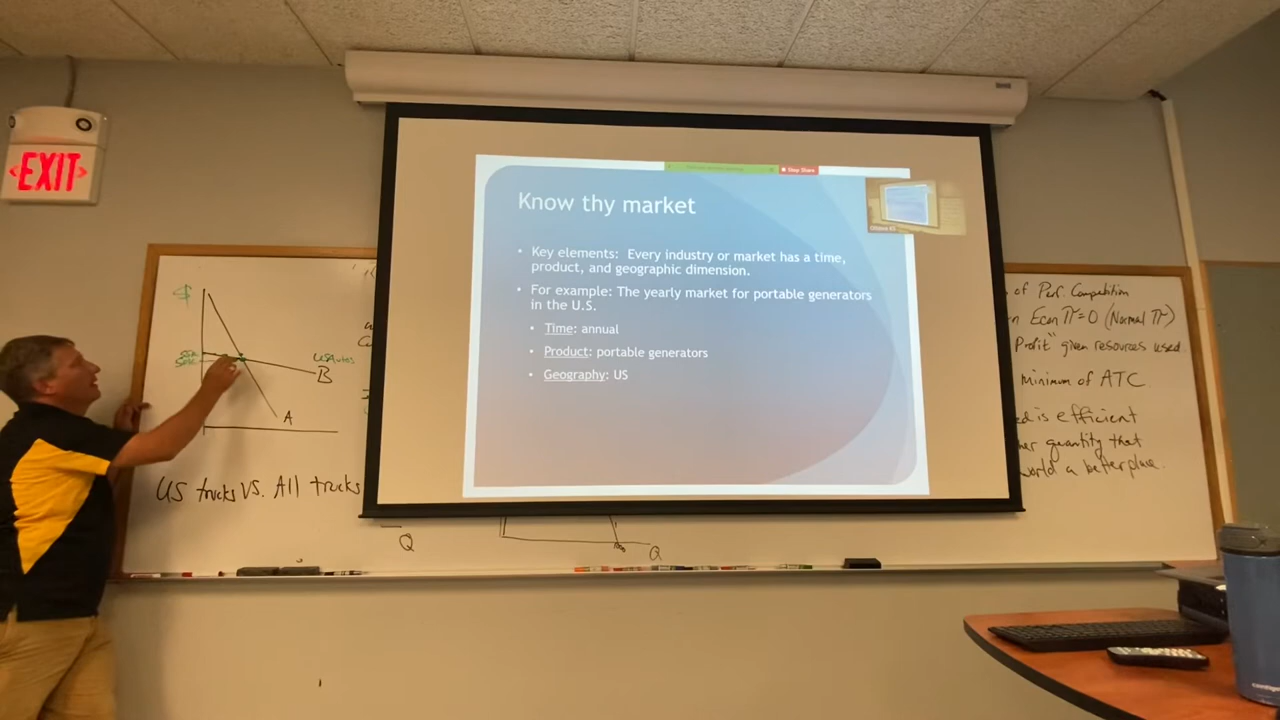 EXIT
$
US Autos
B
A
US trucks vs. All trucks
Q
Stop Share
Know thy market
• Key elements: Every industry or market has a time,
product, and geographic dimension.
• For example: The yearly market for portable generators
in the U.S.
• Time: annual
• Product: portable generators
• Geography: US
Q
of Perf. Competition
Econ π = 0 (Normal π)
Profit" given resources used.
Minimum of ATC
is efficient
quantity that
world a better place.